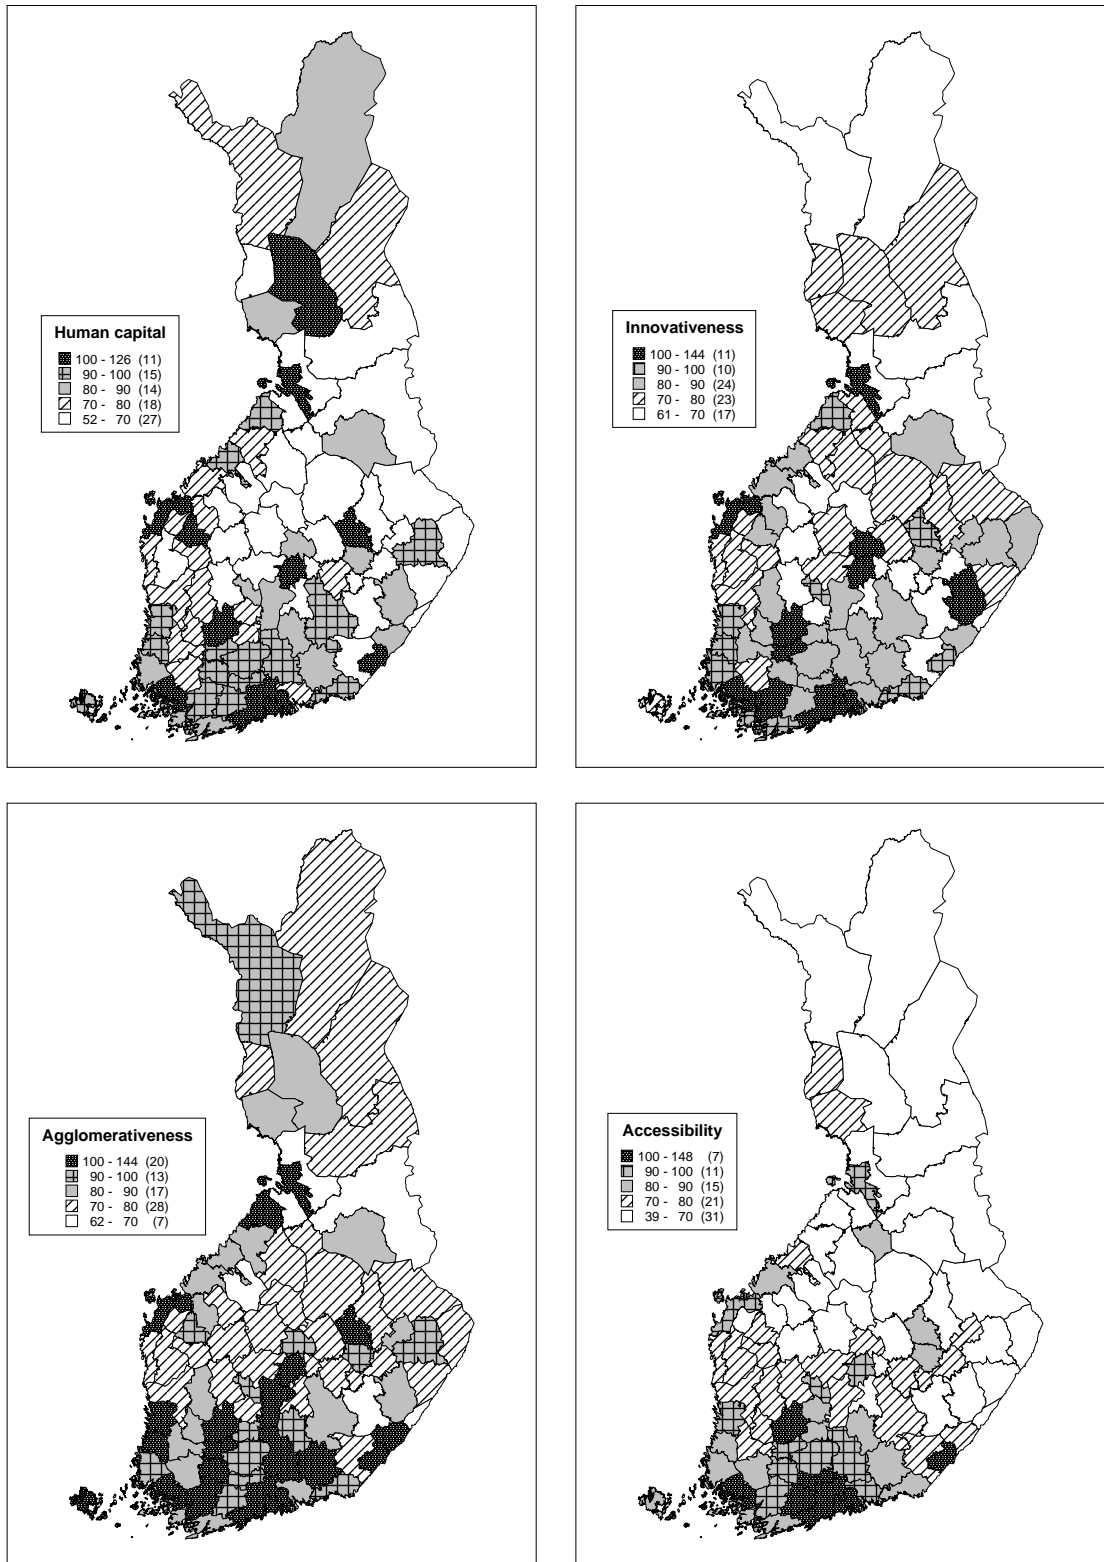 Human capital
100 - 126 (11)
90 - 100 (15)
80 - 90 (14)
70 - 80 (18)
52 - 70 (27)
Innovativeness
100 - 144 (11)
90 - 100 (10)
80 - 90 (24)
70 - 80 (23)
61 - 70 (17)
Agglomerativeness
100 - 144 (20)
90 - 100 (13)
80 - 90 (17)
70 - 80 (28)
62 - 70 (7)
Accessibility
100 - 148 (7)
90 - 100 (11)
80 - 90 (15)
70 - 80 (21)
39 - 70 (31)